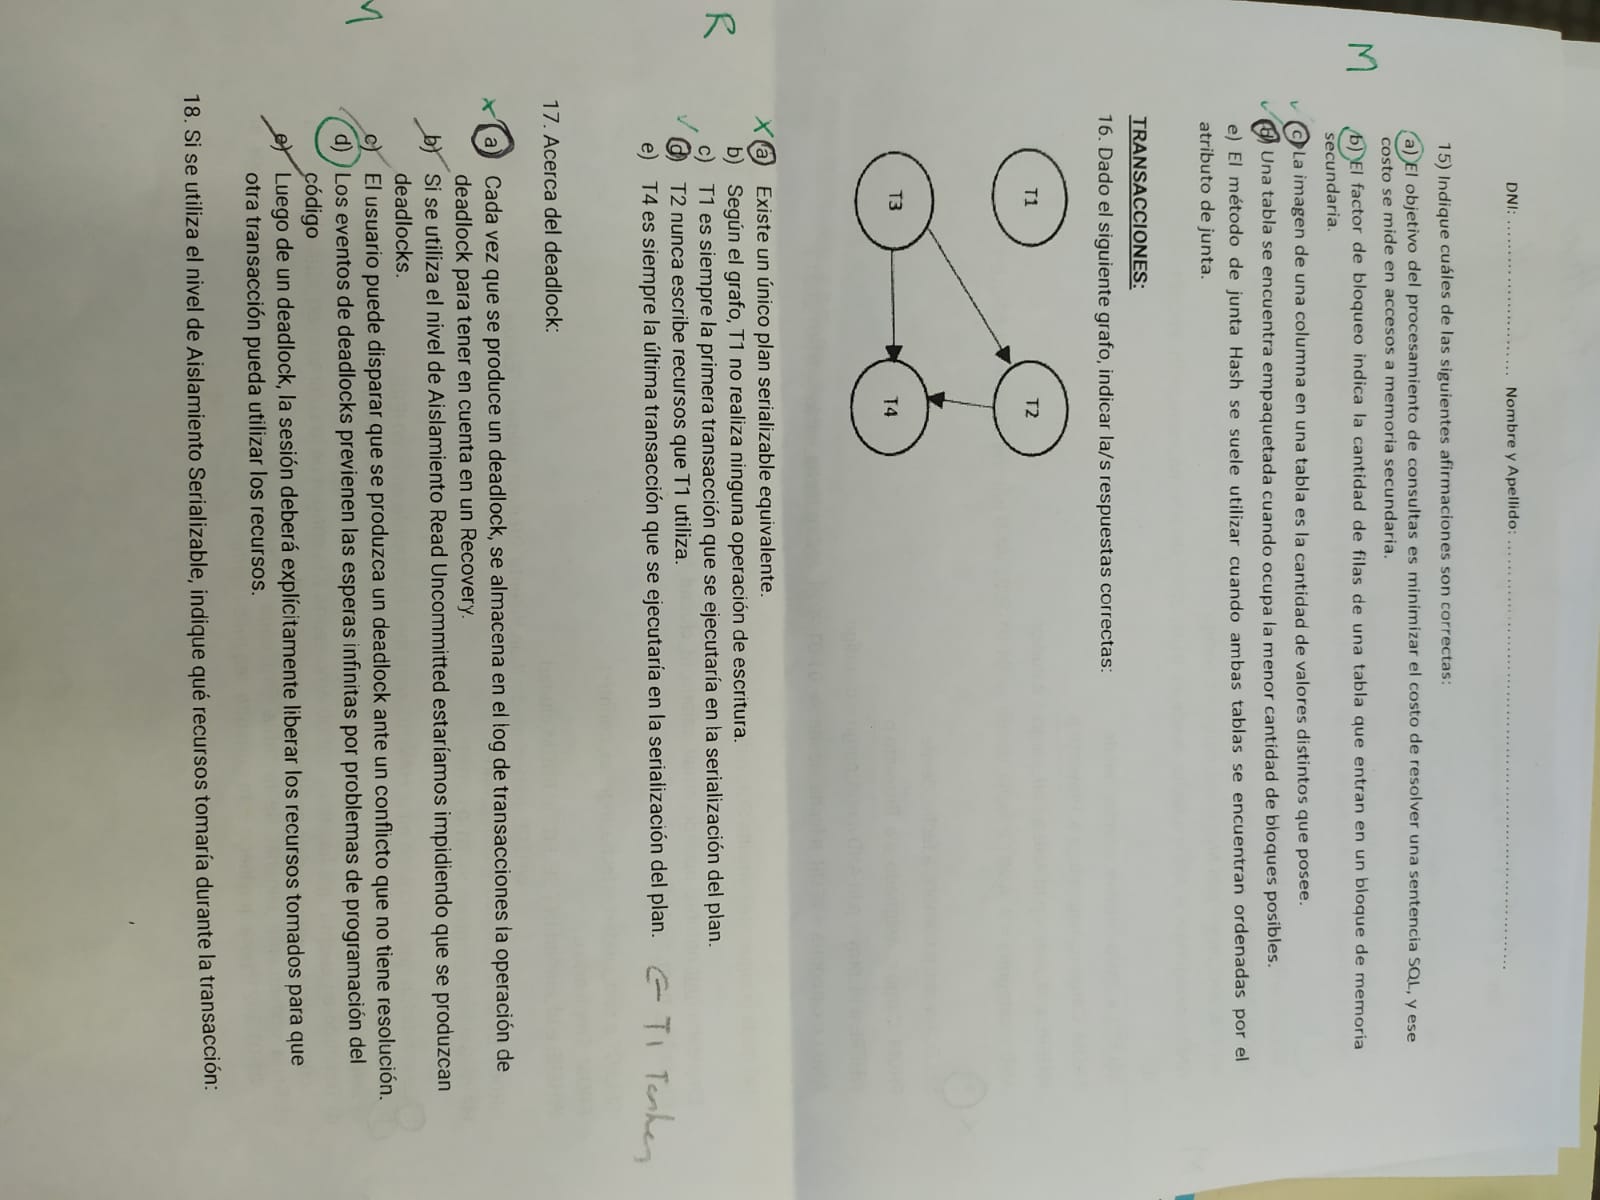 DNI: ........................ Nombre y Apellido: ................................................................
15) Indique cuáles de las siguientes afirmaciones son correctas:
a) El objetivo del procesamiento de consultas es minimizar el costo de resolver una sentencia SQL, y ese
costo se mide en accesos a memoria secundaria.
M
b) El factor de bloqueo indica la cantidad de filas de una tabla que entran en un bloque de memoria
secundaria.
c) La imagen de una columna en una tabla es la cantidad de valores distintos que posee.
d) Una tabla se encuentra empaquetada cuando ocupa la menor cantidad de bloques posibles.
e) El método de junta Hash se suele utilizar cuando ambas tablas se encuentran ordenadas por el
atributo de junta.
TRANSACCIONES:
16. Dado el siguiente grafo, indicar la/s respuestas correctas:
T1
T2
T3
T4
X a) Existe un único plan serializable equivalente.
b) Según el grafo, T1 no realiza ninguna operación de escritura.
R
c) T1 es siempre la primera transacción que se ejecutaría en la serialización del plan.
d) T2 nunca escribe recursos que T1 utiliza.
e) T4 es siempre la última transacción que se ejecutaría en la serialización del plan.
17. Acerca del deadlock:
X a) Cada vez que se produce un deadlock, se almacena en el log de transacciones la operación de
deadlock para tener en cuenta en un Recovery.
b) Si se utiliza el nivel de Aislamiento Read Uncommitted estaríamos impidiendo que se produzcan
deadlocks.
M
c) El usuario puede disparar que se produzca un deadlock ante un conflicto que no tiene resolución.
d) Los eventos de deadlocks previenen las esperas infinitas por problemas de programación del
código
e) Luego de un deadlock, la sesión deberá explícitamente liberar los recursos tomados para que
otra transacción pueda utilizar los recursos.
18. Si se utiliza el nivel de Aislamiento Serializable, indique qué recursos tomaría durante la transacción: